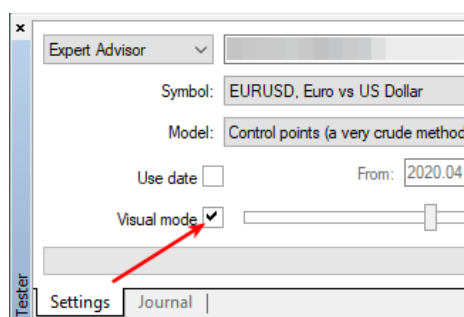 Expert Advisor
Symbol: EURUSD, Euro vs US Dollar
Model: Control points (a very crude method
Use date From: 2020.04
Visual mode
Settings Journal
Tester